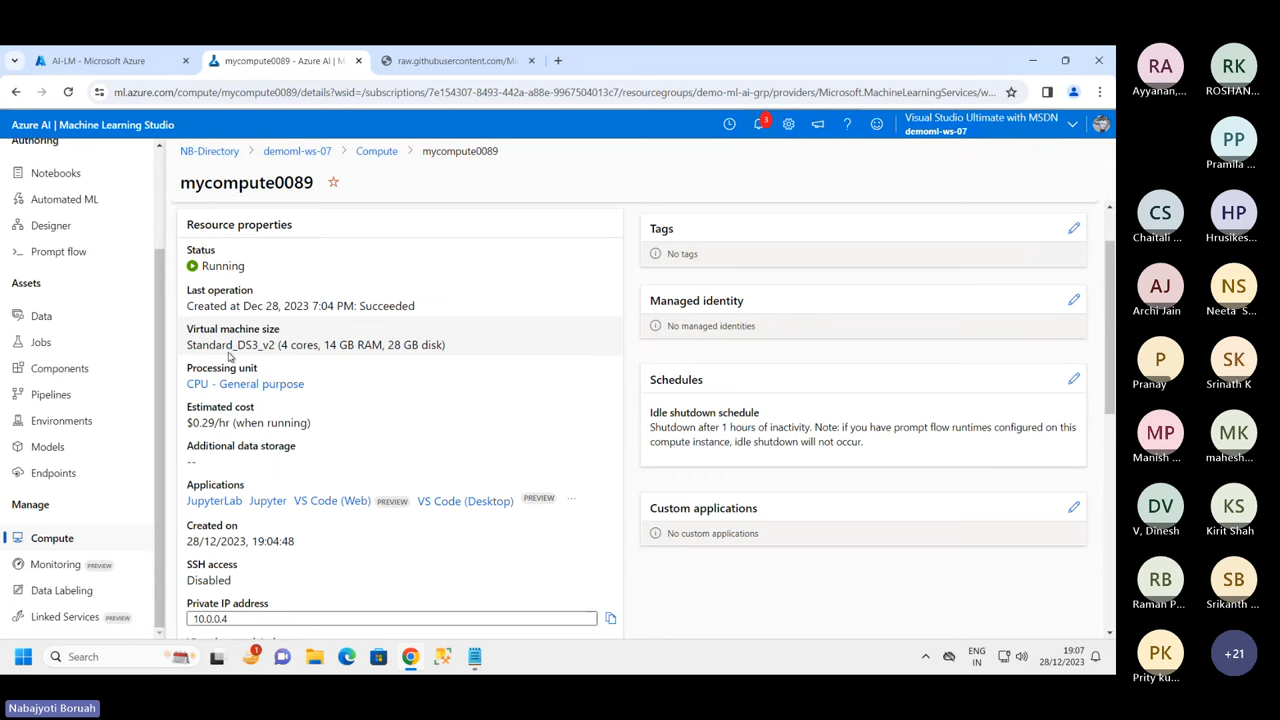 AI-LM - Microsoft Azure
mycompute0089 - Azure AI | M
raw.githubusercontent.com/Mi
ml.azure.com/compute/mycompute0089/details?wsid=/subscriptions/7e154307-8493-442a-a88e-9967504013c7/resourcegroups/demo-ml-ai-grp/providers/Microsoft.MachineLearningServices/w...
Azure AI | Machine Learning Studio
3
Visual Studio Ultimate with MSDN
demoml-ws-07
Authoring
Notebooks
Automated ML
Designer
Prompt flow
Assets
Data
Jobs
Components
Pipelines
Environments
Models
Endpoints
Manage
Compute
Monitoring PREVIEW
Data Labeling
Linked Services PREVIEW
NB-Directory > demoml-ws-07 > Compute > mycompute0089
mycompute0089
Resource properties
Status
Running
Last operation
Created at Dec 28, 2023 7:04 PM: Succeeded
Virtual machine size
Standard_DS3_v2 (4 cores, 14 GB RAM, 28 GB disk)
Processing unit
CPU - General purpose
Estimated cost
$0.29/hr (when running)
Additional data storage
--
Applications
JupyterLab Jupyter VS Code (Web) PREVIEW VS Code (Desktop) PREVIEW ...
Created on
28/12/2023, 19:04:48
SSH access
Disabled
Private IP address
10.0.0.4
Tags
No tags
Managed identity
No managed identities
Schedules
Idle shutdown schedule
Shutdown after 1 hours of inactivity. Note: if you have prompt flow runtimes configured on this
compute instance, idle shutdown will not occur.
Custom applications
No custom applications
Search
1
ENG
IN
19:07
28/12/2023
RA
Ayyanan,...
RK
ROSHAN...
PP
Pramila ...
CS
Chaitali ...
HP
Hrusikes...
AJ
Archi Jain
NS
Neeta S...
P
Pranay
SK
Srinath K
MP
Manish ...
MK
mahesh...
DV
V, Dinesh
KS
Kirit Shah
RB
Raman P...
SB
Srikanth ...
PK
Prity ku...
+21
Nabajyoti Boruah